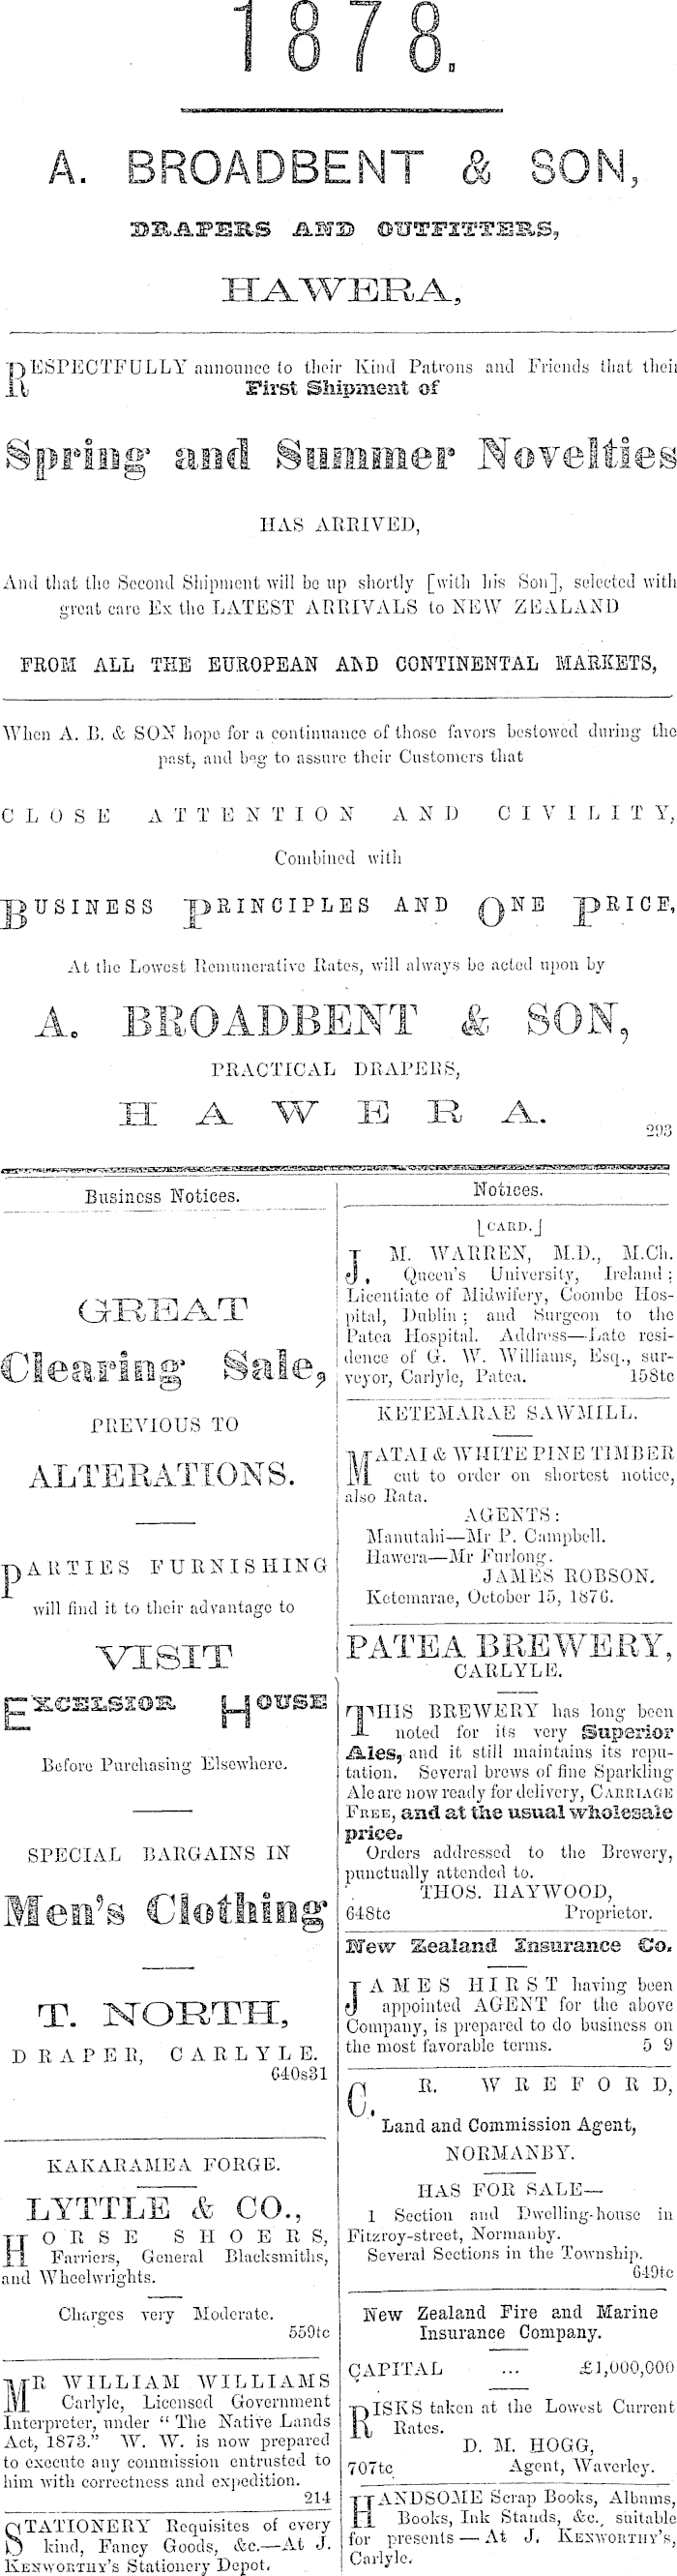 1878.
A. BROADBENT & SON,
DRAPERS AND OUTFITTERS,
HAWERA,
RESPECTFULLY announce to their Kind Patrons and Friends that their
First Shipment of
Spring and Summer Novelties
HAS ARRIVED,
And that the Second Shipment will be up shortly [with his Son], selected with
great care Ex the LATEST ARRIVALS to NEW ZEALAND
FROM ALL THE EUROPEAN AND CONTINENTAL MARKETS,
When A. B. & SON hope for a continuance of those favors bestowed during the
past, and beg to assure their Customers that
CLOSE ATTENTION AND CIVILITY,
Combined with
BUSINESS PRINCIPLES AND ONE PRICE,
At the Lowest Remunerative Rates, will always be acted upon by
A. BROADBENT & SON,
PRACTICAL DRAPERS,
HAWERA.
293
Business Notices.
GREAT
Clearing Sale,
PREVIOUS TO
ALTERATIONS.
PARTIES FURNISHING
will find it to their advantage to
VISIT
EXCELSIOR HOUSE
Before Purchasing Elsewhere.
SPECIAL BARGAINS IN
Men's Clothing
T. NORTH,
DRAPER, CARLYLE.
640s31
KAKARAMEA FORGE.
LYTTLE & CO.,
HORSE SHOERS,
Farriers, General Blacksmiths,
and Wheelwrights.
Charges very Moderate.
559tc
MR WILLIAM WILLIAMS
Carlyle, Licensed Government
Interpreter, under "The Native Lands
Act, 1873." W. W. is now prepared
to execute any commission entrusted to
him with correctness and expedition.
214
STATIONERY Requisites of every
kind, Fancy Goods, &c.—At J.
KENWORTHY'S Stationery Depot.
Notices.
[CARD.]
J. M. WARREN, M.D., M.Ch.
Queen's University, Ireland;
Licentiate of Midwifery, Coombe Hos-
pital, Dublin; and Surgeon to the
Patea Hospital. Address—Late resi-
dence of G. W. Williams, Esq., sur-
veyor, Carlyle, Patea. 158tc
KETEMARAE SAWMILL.
MATAI & WHITE PINE TIMBER
cut to order on shortest notice,
also Rata.
AGENTS:
Manutahi—Mr P. Campbell.
Hawera—Mr Furlong.
JAMES ROBSON.
Ketemarae, October 15, 1876.
PATEA BREWERY,
CARLYLE.
THIS BREWERY has long been
noted for its very Superior
Ales, and it still maintains its repu-
tation. Several brews of fine Sparkling
Ale are now ready for delivery, CARRIAGE
FREE, and at the usual wholesale
price.
Orders addressed to the Brewery,
punctually attended to.
THOS. HAYWOOD,
648tc Proprietor.
New Zealand Insurance Co.
JAMES HIRST having been
appointed AGENT for the above
Company, is prepared to do business on
the most favorable terms. 5 9
C. R. WREFORD,
Land and Commission Agent,
NORMANBY.
HAS FOR SALE—
1 Section and Dwelling-house in
Fitzroy-street, Normanby.
Several Sections in the Township.
649tc
New Zealand Fire and Marine
Insurance Company.
CAPITAL ... £1,000,000
RISKS taken at the Lowest Current
Rates.
D. M. HOGG,
707tc Agent, Waverley.
HANDSOME Scrap Books, Albums,
Books, Ink Stands, &c., suitable
for presents—At J. KENWORTHY'S,
Carlyle.